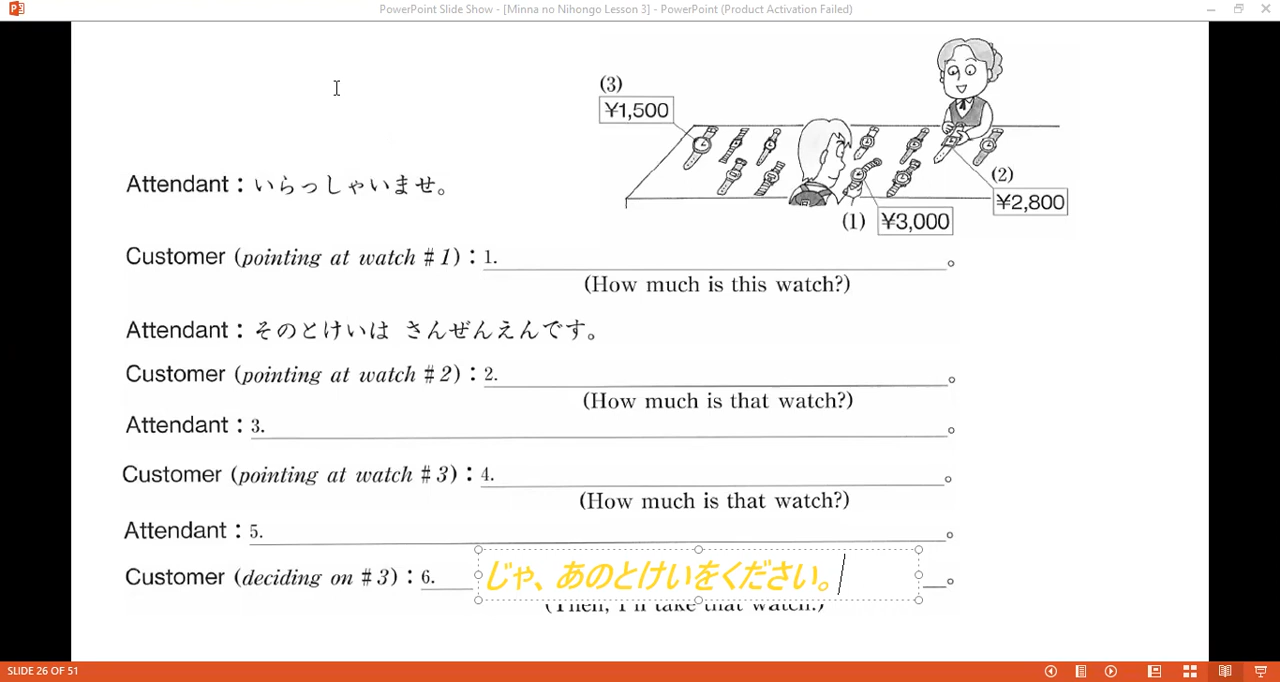 PowerPoint Slide Show - [Minna no Nihongo Lesson 3] - PowerPoint (Product Activation Failed)
(3)
¥1,500
(2)
¥2,800
(1) ¥3,000
Attendant：いらっしゃいませ。
Customer (pointing at watch #1)：1. 。
(How much is this watch?)
Attendant：そのとけいは さんぜんえんです。
Customer (pointing at watch #2)：2. 。
(How much is that watch?)
Attendant：3. 。
Customer (pointing at watch #3)：4. 。
(How much is that watch?)
Attendant：5. 。
Customer (deciding on #3)：6. じゃ、あのとけいをください。 。
(Then, I'll take that watch.)
SLIDE 26 OF 51